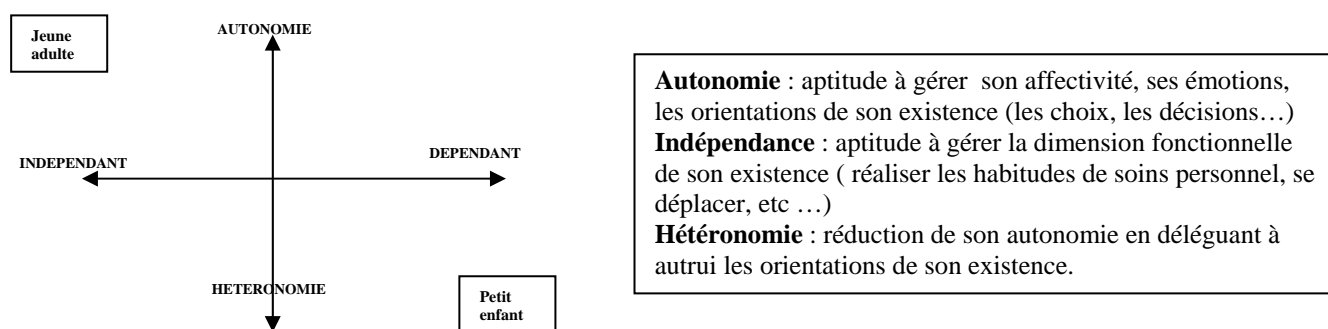 Jeune
adulte
AUTONOMIE
INDEPENDANT
DEPENDANT
HETERONOMIE
Petit
enfant
Autonomie : aptitude à gérer son affectivité, ses émotions,
les orientations de son existence (les choix, les décisions…)
Indépendance : aptitude à gérer la dimension fonctionnelle
de son existence ( réaliser les habitudes de soins personnel, se
déplacer, etc …)
Hétéronomie : réduction de son autonomie en déléguant à
autrui les orientations de son existence.